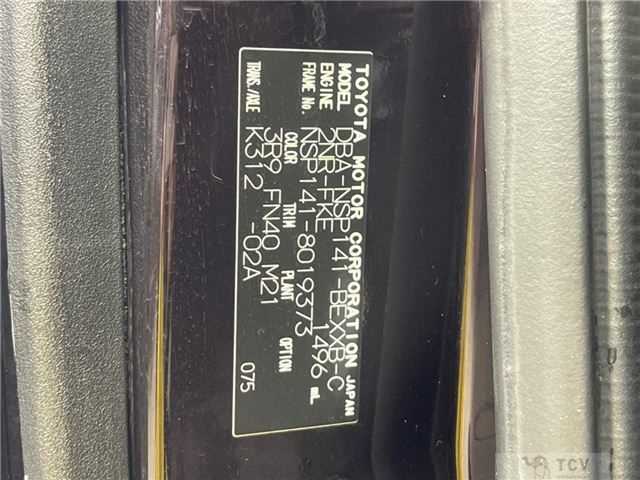 TOYOTA MOTOR CORPORATION JAPAN
MODEL DBA-NSP141-BEXXB-C
ENGINE 2NR-FKE 1496 mL
FRAME No. NSP141-8019373
COLOR TRIM PLANT OPTION
3R9 FN40 M21
TRANS./AXLE K312 -02A 075
TCV